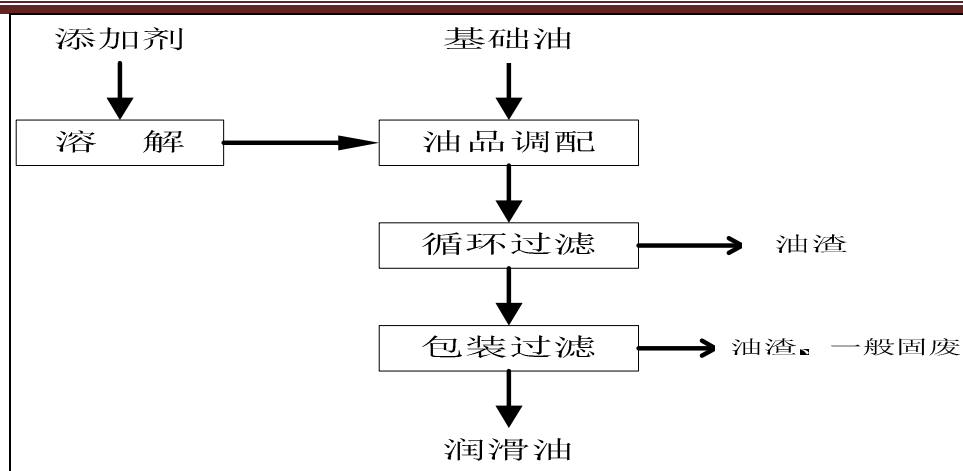 添加剂 基础油
溶 解 油品调配
循环过滤 油渣
包装过滤 油渣、一般固废
润滑油